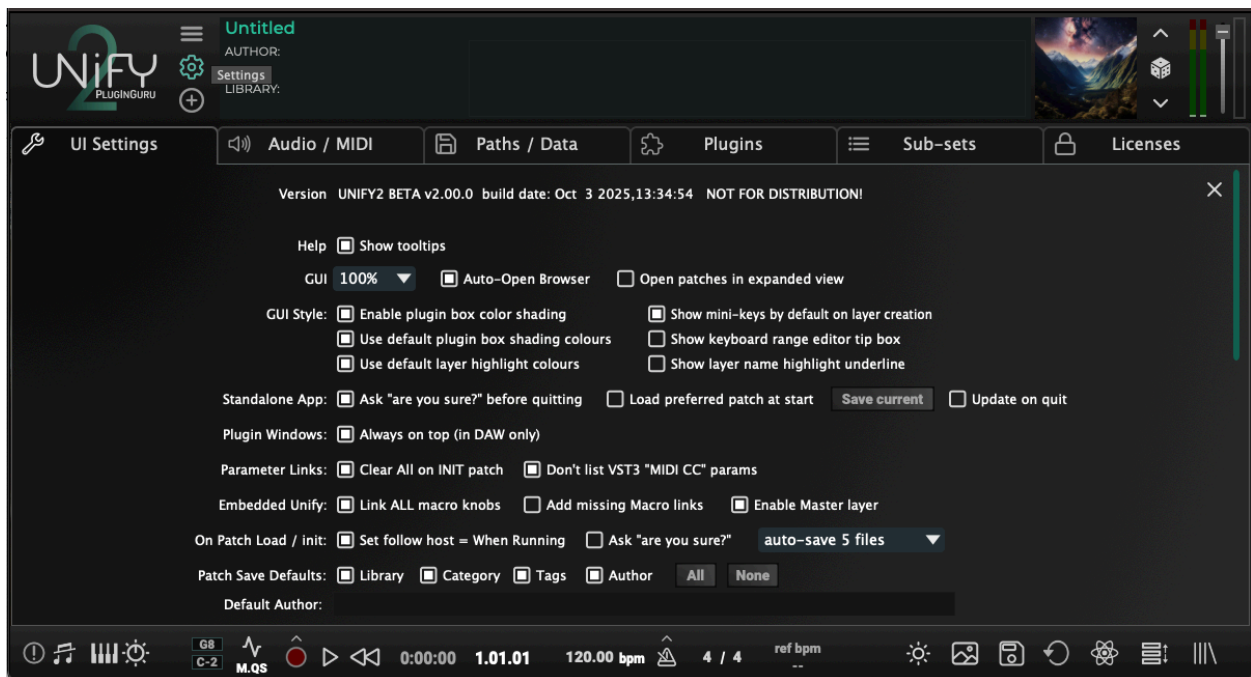 Untitled
AUTHOR:
UNiFY
2
PLUGINGURU
Settings
LIBRARY:
UI Settings Audio / MIDI Paths / Data Plugins Sub-sets Licenses
Version UNIFY2 BETA v2.00.0 build date: Oct 3 2025,13:34:54 NOT FOR DISTRIBUTION!
Help Show tooltips
GUI 100% Auto-Open Browser Open patches in expanded view
GUI Style: Enable plugin box color shading Show mini-keys by default on layer creation
Use default plugin box shading colours Show keyboard range editor tip box
Use default layer highlight colours Show layer name highlight underline
Standalone App: Ask "are you sure?" before quitting Load preferred patch at start Save current Update on quit
Plugin Windows: Always on top (in DAW only)
Parameter Links: Clear All on INIT patch Don't list VST3 "MIDI CC" params
Embedded Unify: Link ALL macro knobs Add missing Macro links Enable Master layer
On Patch Load / init: Set follow host = When Running Ask "are you sure?" auto-save 5 files
Patch Save Defaults: Library Category Tags Author All None
Default Author:
G8
C-2 M.QS 0:00:00 1.01.01 120.00 bpm 4 / 4 ref bpm
--